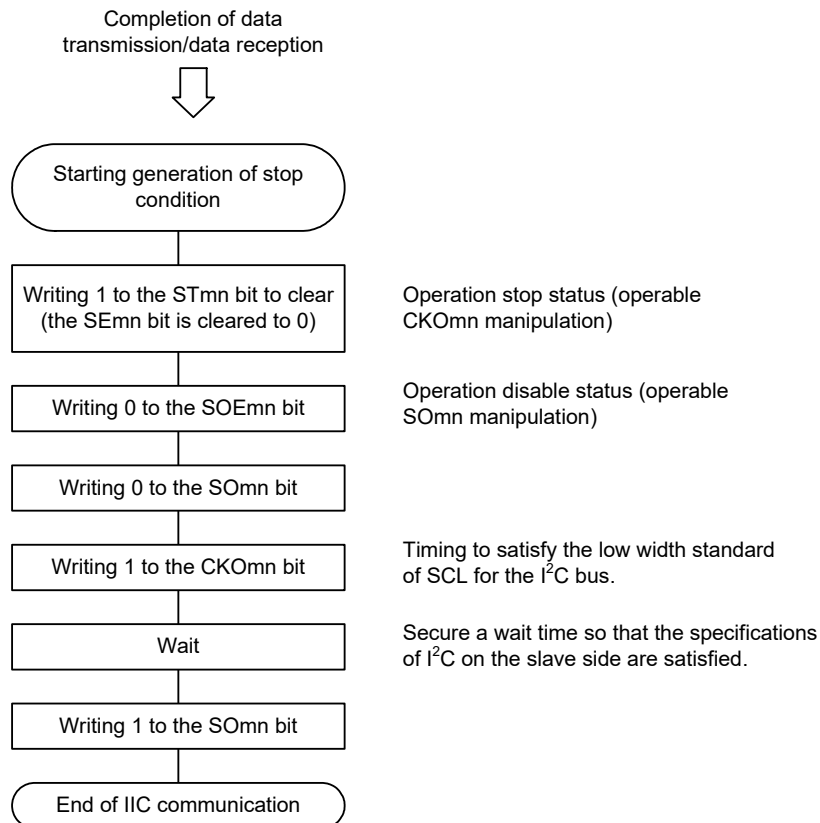 Completion of data
transmission/data reception
Starting generation of stop
condition
Writing 1 to the STmn bit to clear
(the SEmn bit is cleared to 0)
Operation stop status (operable
CKOmn manipulation)
Writing 0 to the SOEmn bit
Operation disable status (operable
SOmn manipulation)
Writing 0 to the SOmn bit
Writing 1 to the CKOmn bit
Timing to satisfy the low width standard
of SCL for the I²C bus.
Wait
Secure a wait time so that the specifications
of I²C on the slave side are satisfied.
Writing 1 to the SOmn bit
End of IIC communication